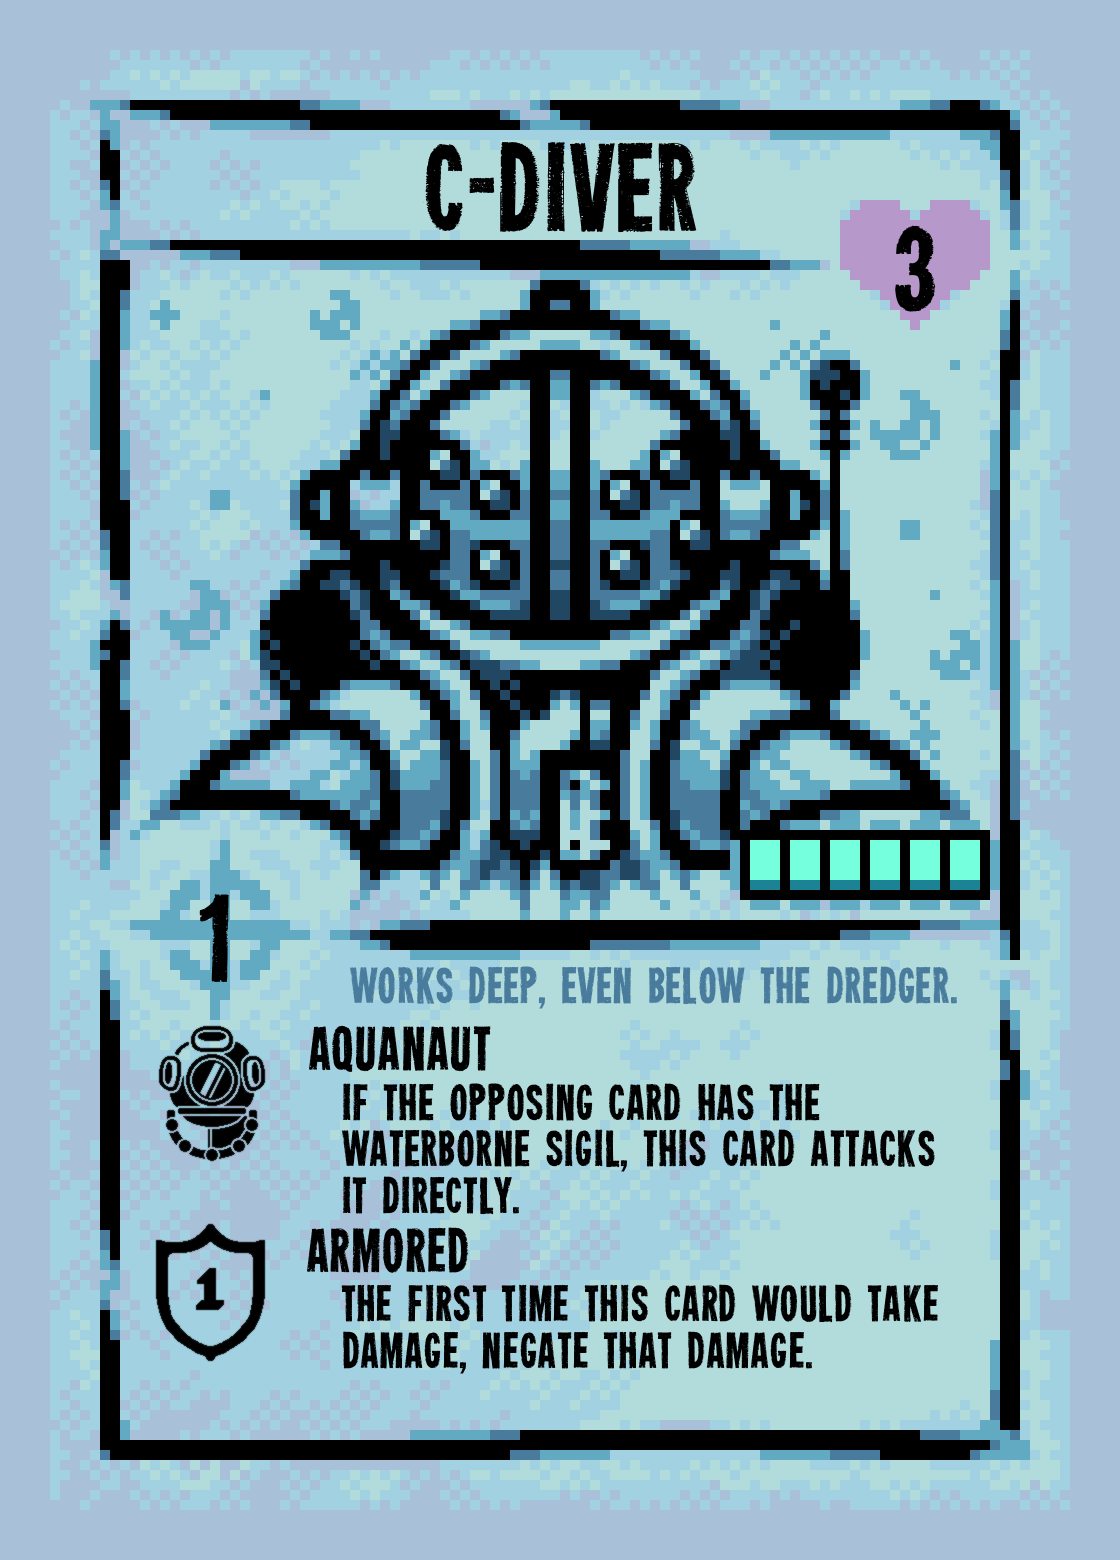 C-DIVER
3
1
WORKS DEEP, EVEN BELOW THE DREDGER.
AQUANAUT
IF THE OPPOSING CARD HAS THE
WATERBORNE SIGIL, THIS CARD ATTACKS
IT DIRECTLY.
ARMORED
1
THE FIRST TIME THIS CARD WOULD TAKE
DAMAGE, NEGATE THAT DAMAGE.